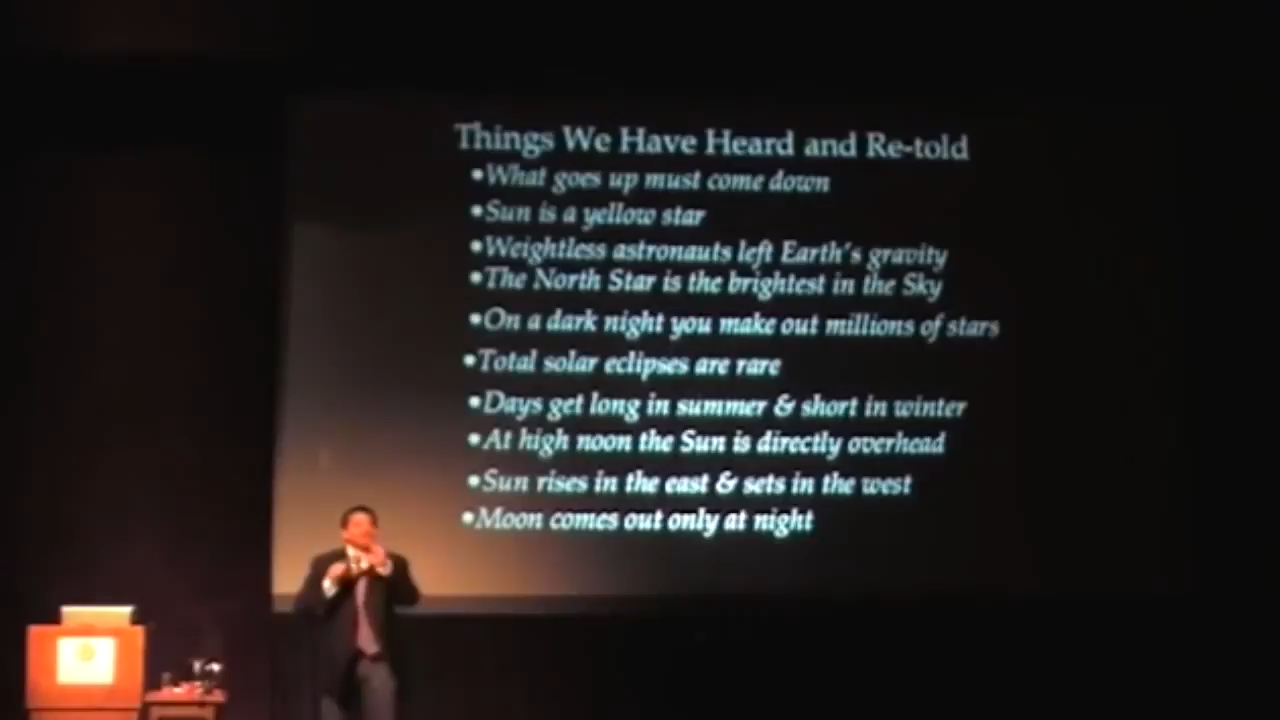 Things We Have Heard and Re-told
•What goes up must come down
•Sun is a yellow star
•Weightless astronauts left Earth's gravity
•The North Star is the brightest in the Sky
•On a dark night you make out millions of stars
•Total solar eclipses are rare
•Days get long in summer & short in winter
•At high noon the Sun is directly overhead
•Sun rises in the east & sets in the west
•Moon comes out only at night